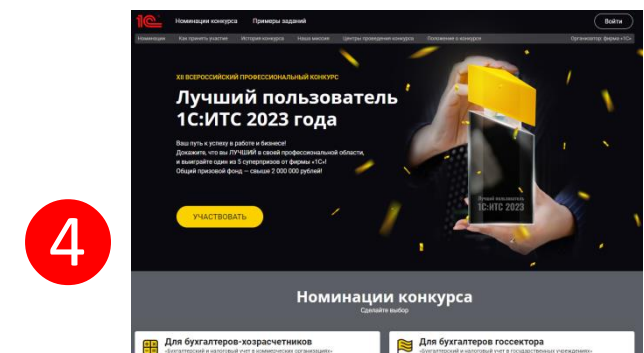 1С
Номинации конкурса Примеры заданий
Войти
Номинации Как принять участие История конкурса Наша миссия Центры проведения конкурса Положение о конкурсе Организатор: фирма «1С»
XII ВСЕРОССИЙСКИЙ ПРОФЕССИОНАЛЬНЫЙ КОНКУРС
Лучший пользователь
1С:ИТС 2023 года
Ваш путь к успеху в работе и бизнесе!
Докажите, что вы ЛУЧШИЙ в своей профессиональной области,
и выиграйте один из 5 суперпризов от фирмы «1С»!
Общий призовой фонд — свыше 2 000 000 рублей!
Лучший пользователь
1С:ИТС 2023
УЧАСТВОВАТЬ
4
Номинации конкурса
Сделайте выбор
Для бухгалтеров-хозрасчетников
«Бухгалтерский и налоговый учет в коммерческих организациях»
Для бухгалтеров госсектора
«Бухгалтерский и налоговый учет в государственных учреждениях»